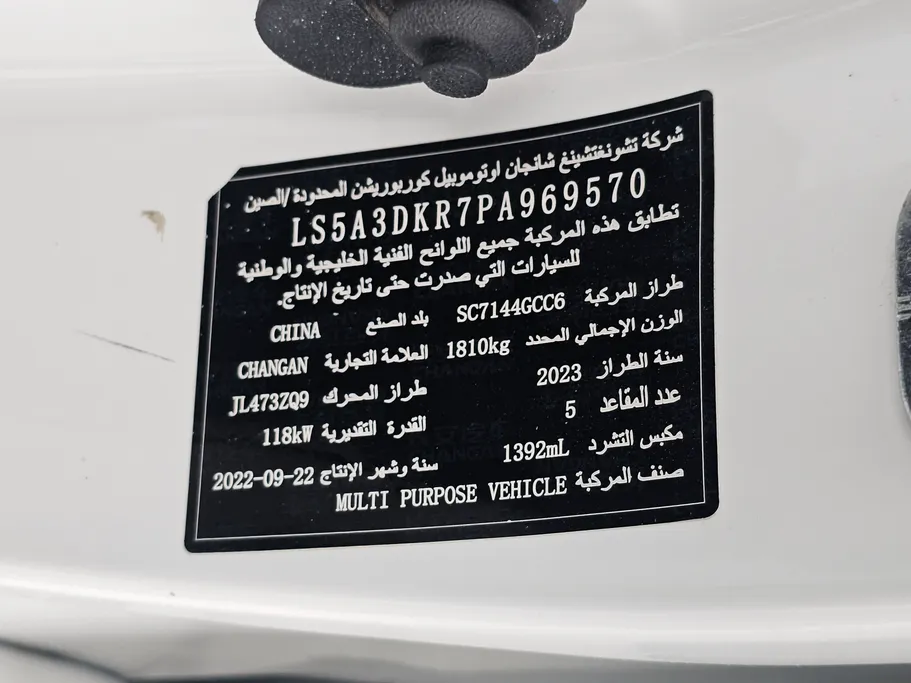 شركة تشونغتشينغ شانجان اوتوموبيل كوربوريشن المحدودة /الصين
LS5A3DKR7PA969570
تطابق هذه المركبة جميع اللوائح الفنية الخليجية والوطنية
للسيارات التي صدرت حتى تاريخ الإنتاج.
طراز المركبة SC7144GCC6 بلد الصنع CHINA
الوزن الإجمالي المحدد 1810kg العلامة التجارية CHANGAN
سنة الطراز 2023 طراز المحرك JL473ZQ9
عدد المقاعد 5 القدرة التقديرية 118kW
مكبس التشرد 1392mL سنة وشهر الإنتاج 2022-09-22
صنف المركبة MULTI PURPOSE VEHICLE